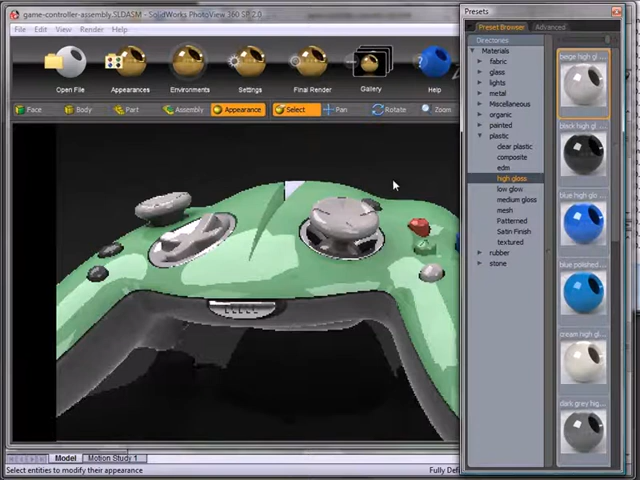 game-controller-assembly.SLDASM - SolidWorks PhotoView 360 SP 2.0
File Edit View Render Help
Open File Appearances Environments Settings Final Render Gallery Help
Face Body Part Assembly Appearance Select Pan Rotate Zoom
Model Motion Study 1
Select entities to modify their appearance
Fully Def
Presets
Preset Browser Advanced
Directories
Materials
fabric
glass
lights
metal
Miscellaneous
organic
painted
plastic
clear plastic
composite
edm
high gloss
low glow
medium gloss
mesh
Patterned
Satin Finish
textured
rubber
stone
beige high gl...
black high gl...
blue high glo...
blue polished
cream high gl...
dark grey hig...